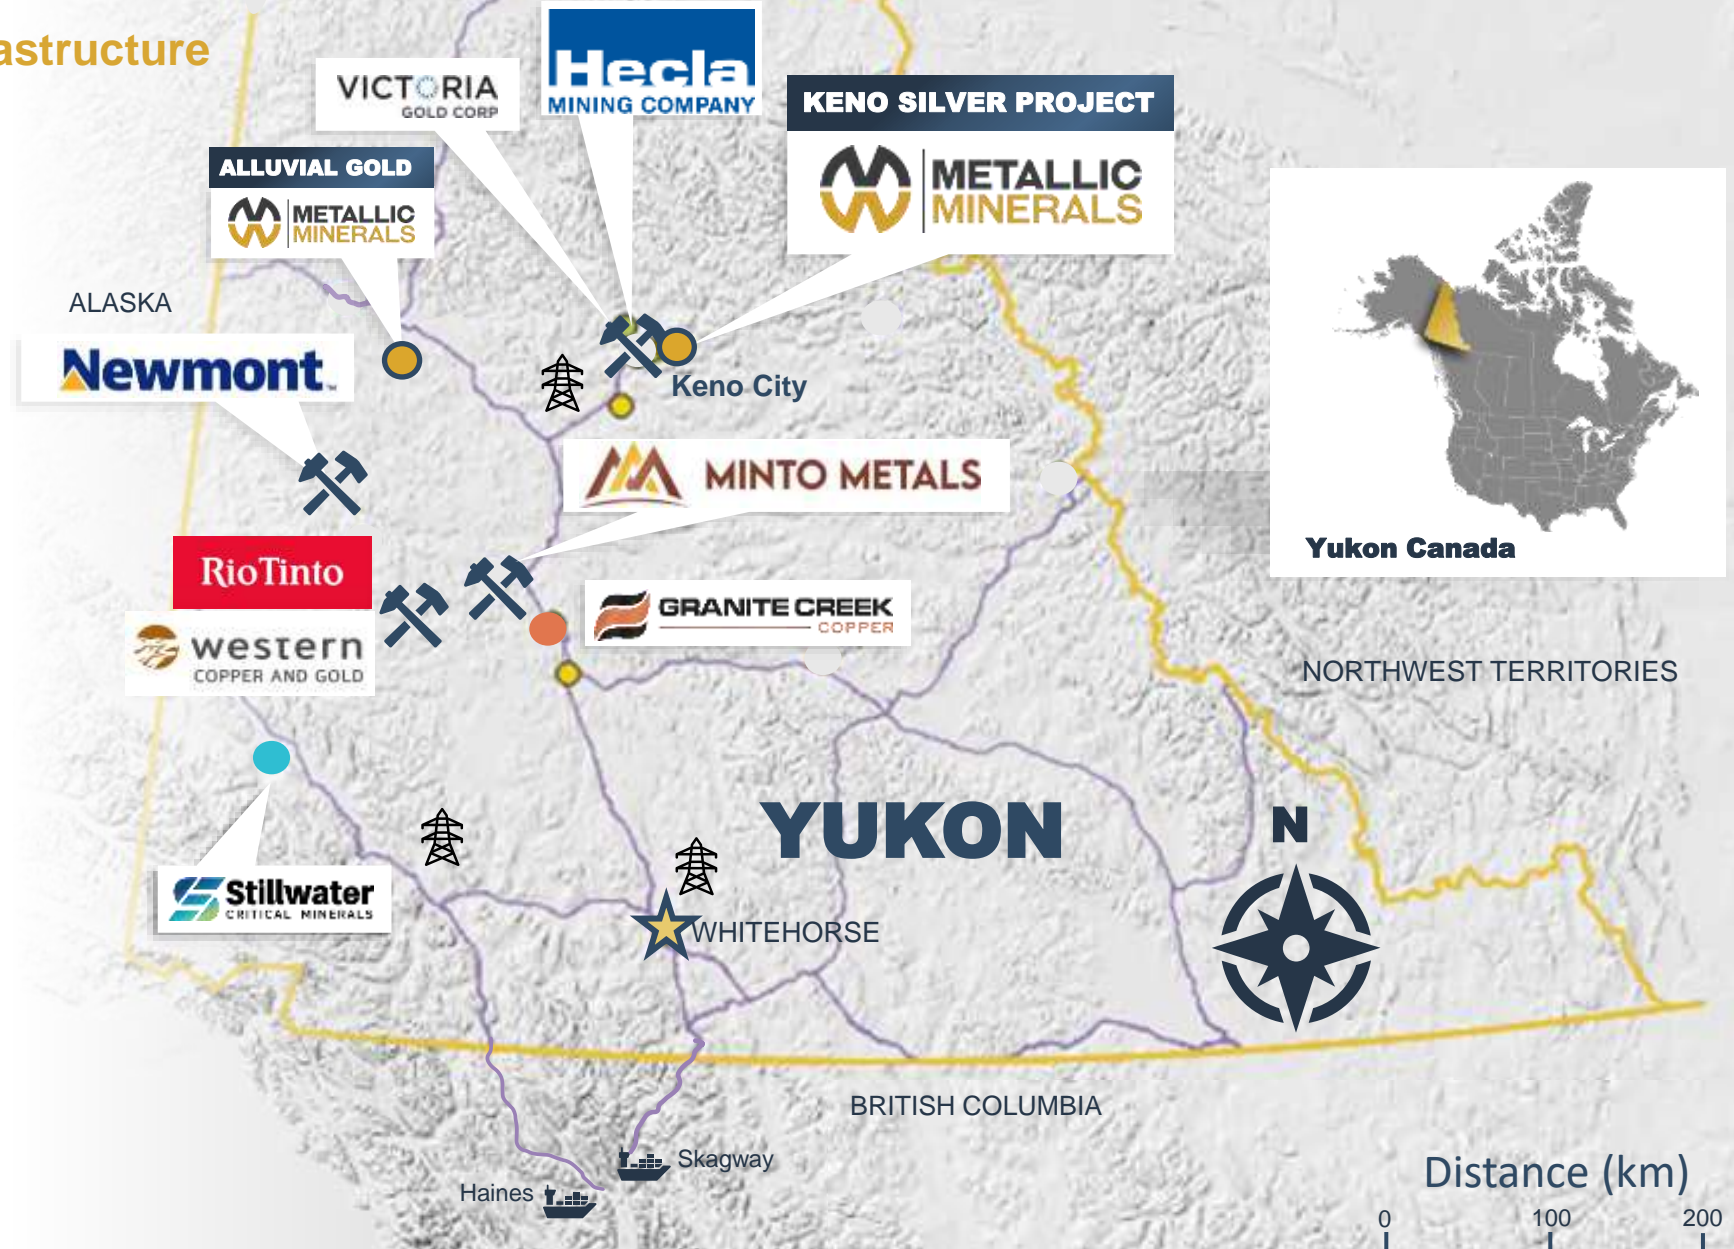 astructure
VICTORIA
GOLD CORP
Hecla
MINING COMPANY
KENO SILVER PROJECT
METALLIC
MINERALS
ALLUVIAL GOLD
METALLIC
MINERALS
ALASKA
Newmont
Keno City
MINTO METALS
Yukon Canada
RioTinto
western
COPPER AND GOLD
GRANITE CREEK
COPPER
NORTHWEST TERRITORIES
YUKON
N
Stillwater
CRITICAL MINERALS
WHITEHORSE
BRITISH COLUMBIA
Skagway
Haines
Distance (km)
0 100 200